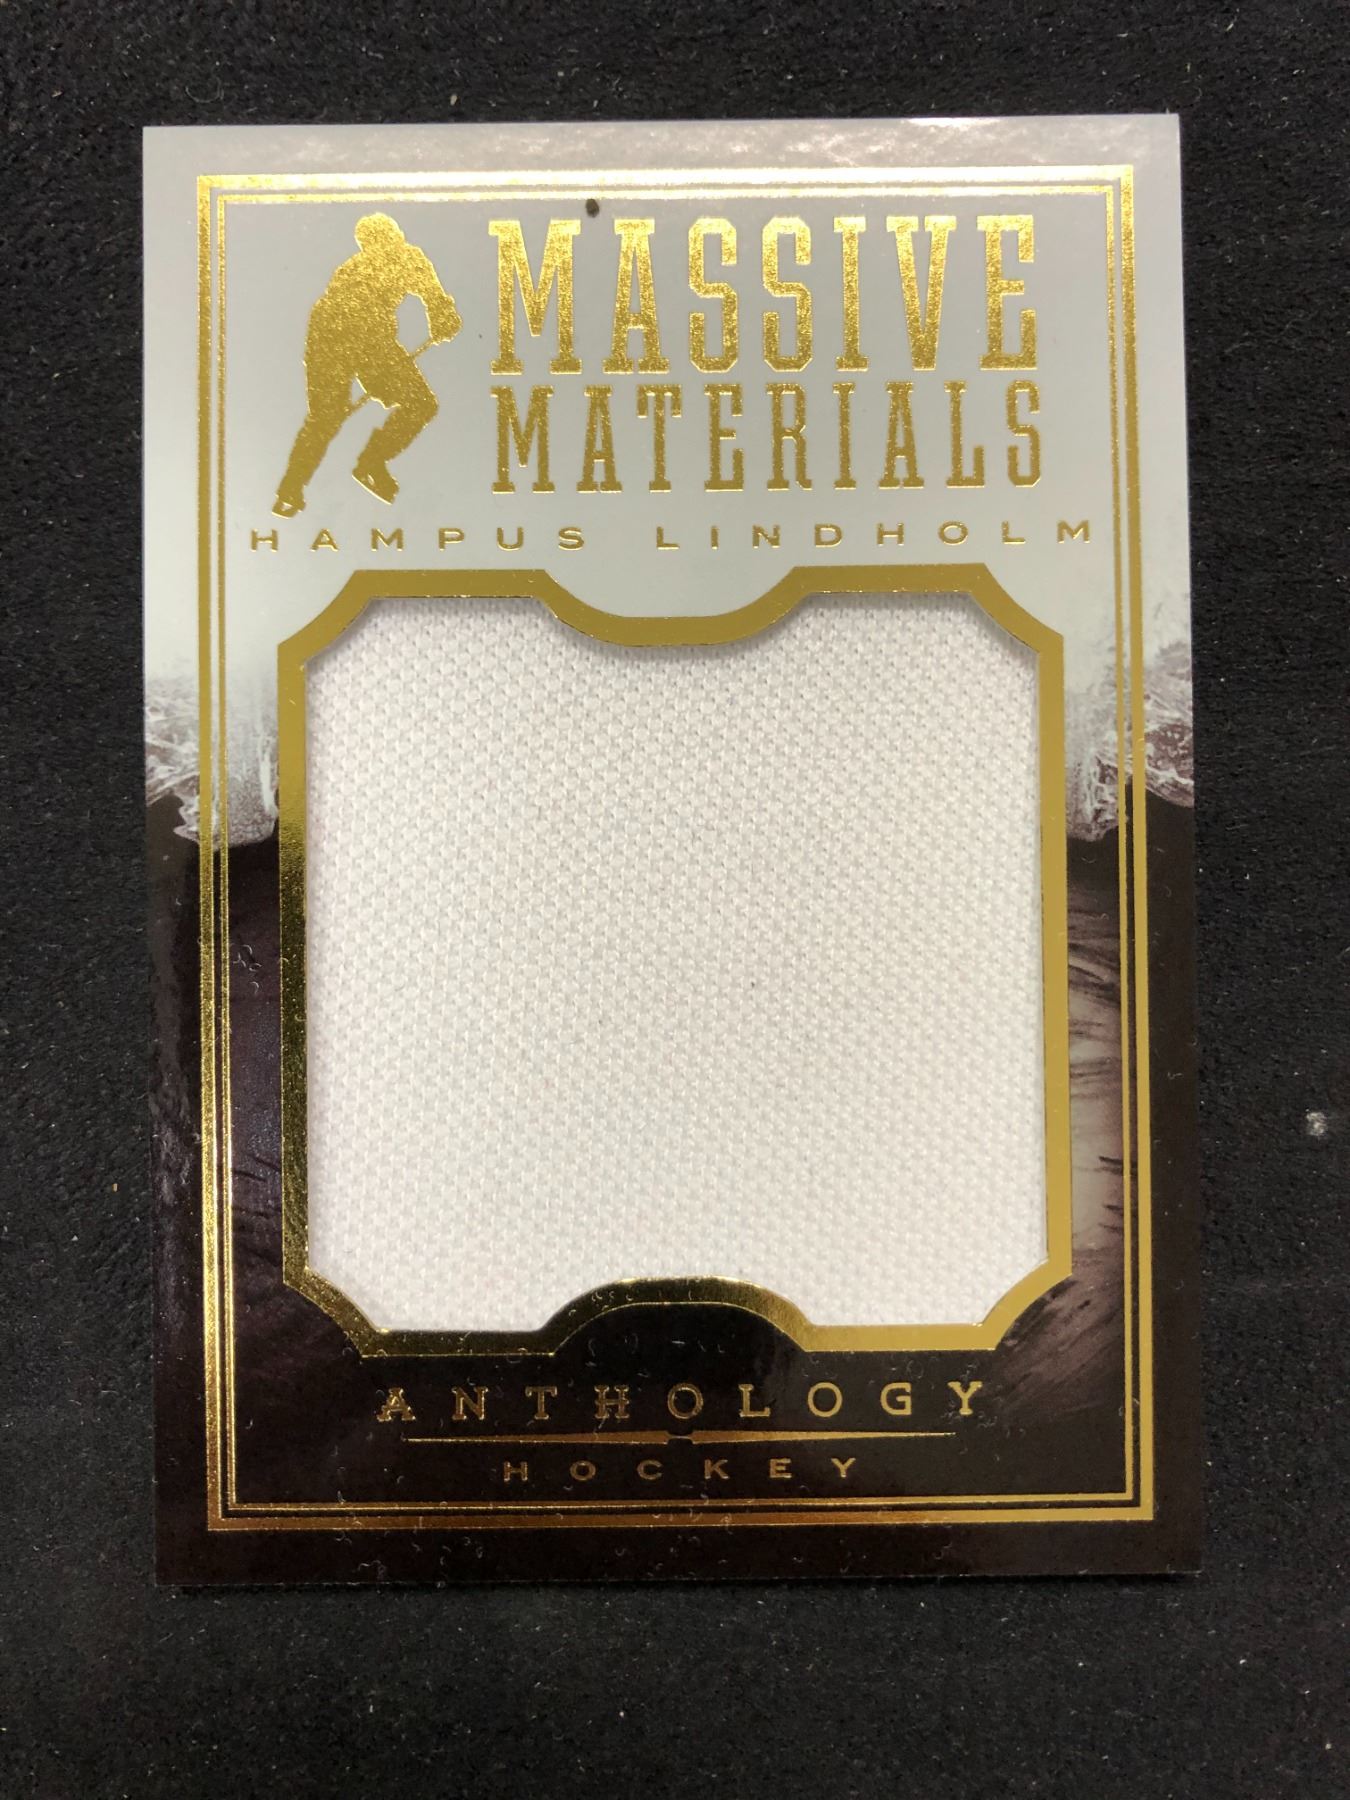 MASSIVE
MATERIALS
HAMPUS LINDHOLM
ANTHOLOGY
HOCKEY